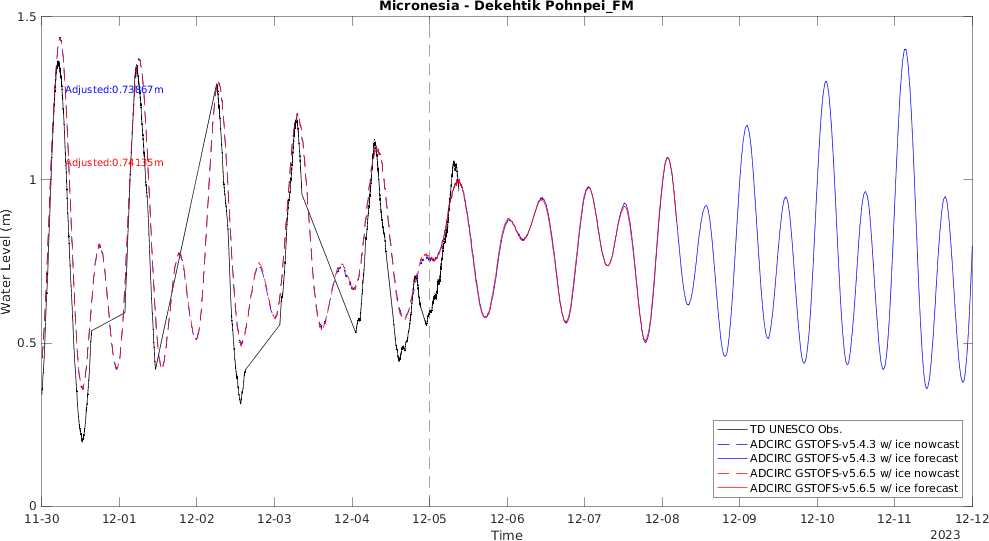 Micronesia - Dekehtik Pohnpei_FM
1.5
Adjusted:0.73867m
Adjusted:0.74135m
1
Water Level (m)
0.5
0
TD UNESCO Obs.
ADCIRC GSTOFS-v5.4.3 w/ ice nowcast
ADCIRC GSTOFS-v5.4.3 w/ ice forecast
ADCIRC GSTOFS-v5.6.5 w/ ice nowcast
ADCIRC GSTOFS-v5.6.5 w/ ice forecast
11-30 12-01 12-02 12-03 12-04 12-05 12-06 12-07 12-08 12-09 12-10 12-11 12-12
Time
2023